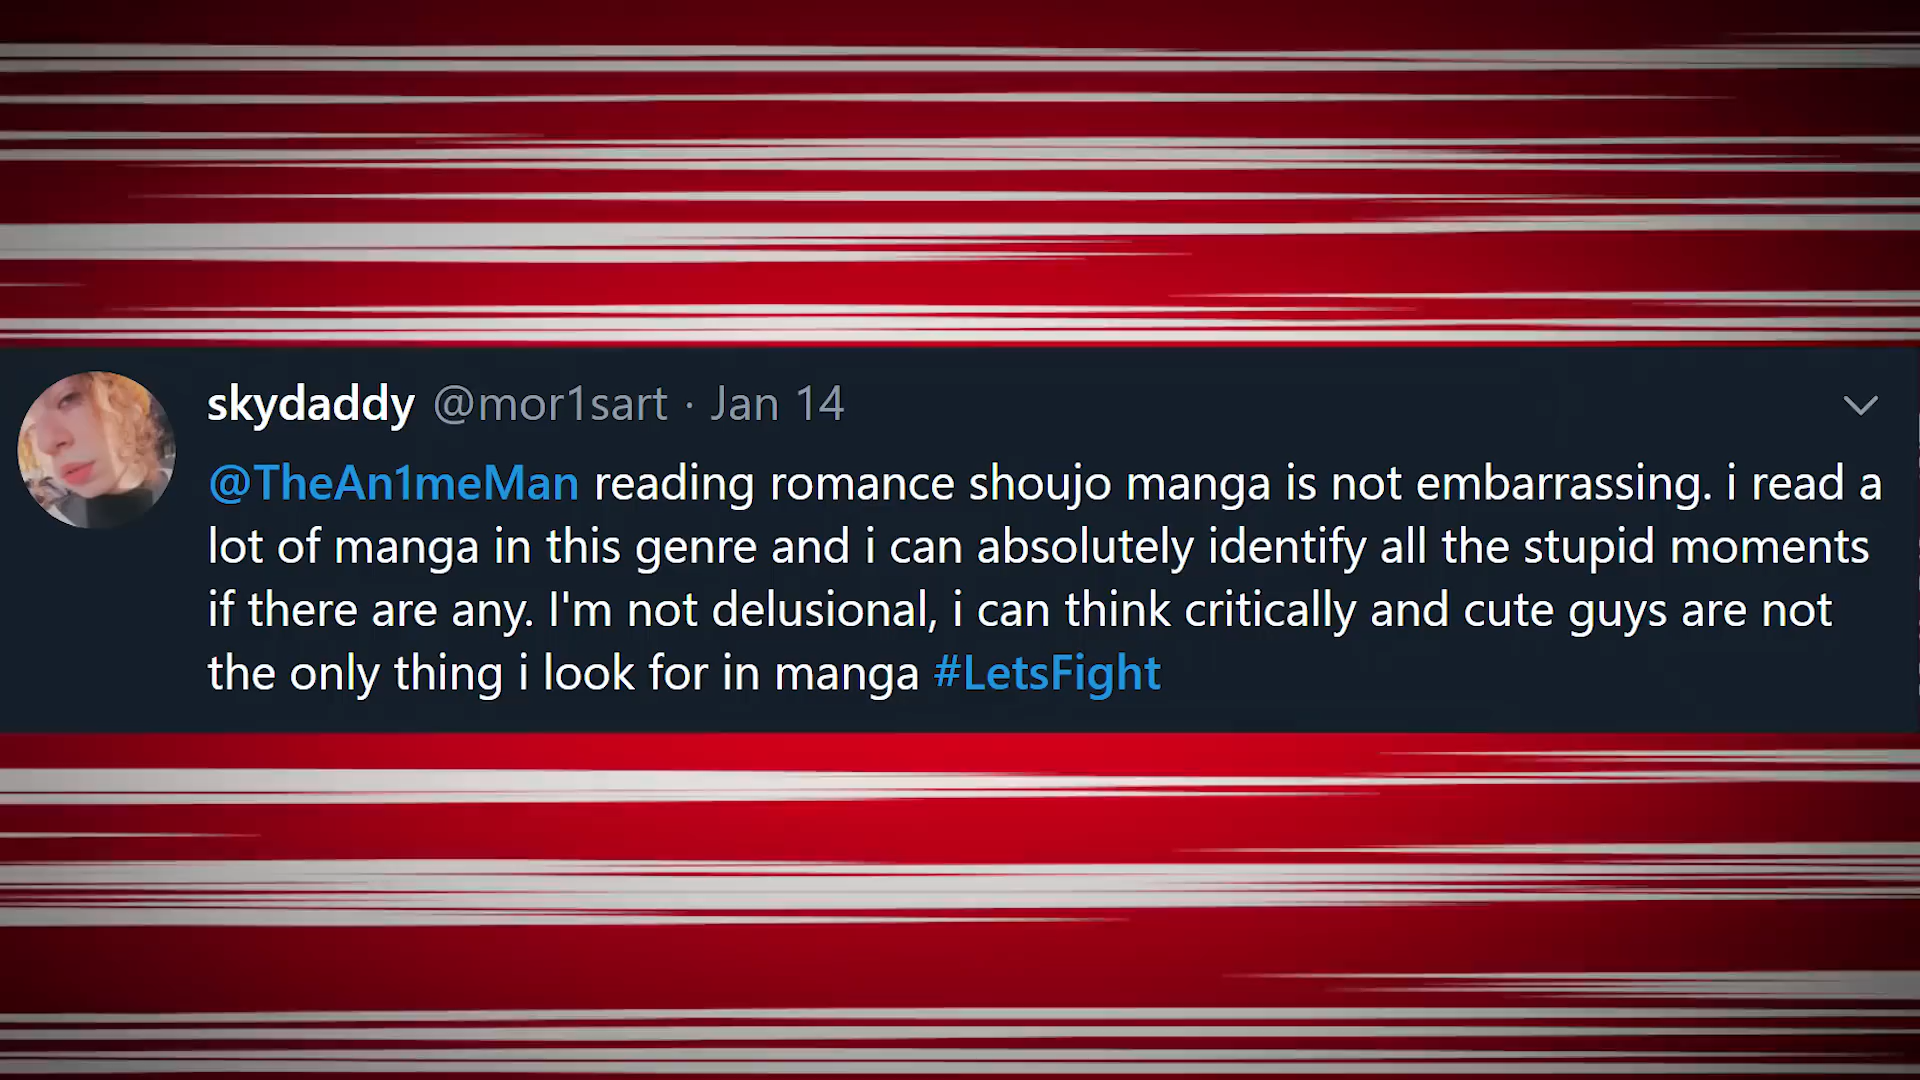 skydaddy @mor1sart · Jan 14
@TheAn1meMan reading romance shoujo manga is not embarrassing. i read a
lot of manga in this genre and i can absolutely identify all the stupid moments
if there are any. I'm not delusional, i can think critically and cute guys are not
the only thing i look for in manga #LetsFight